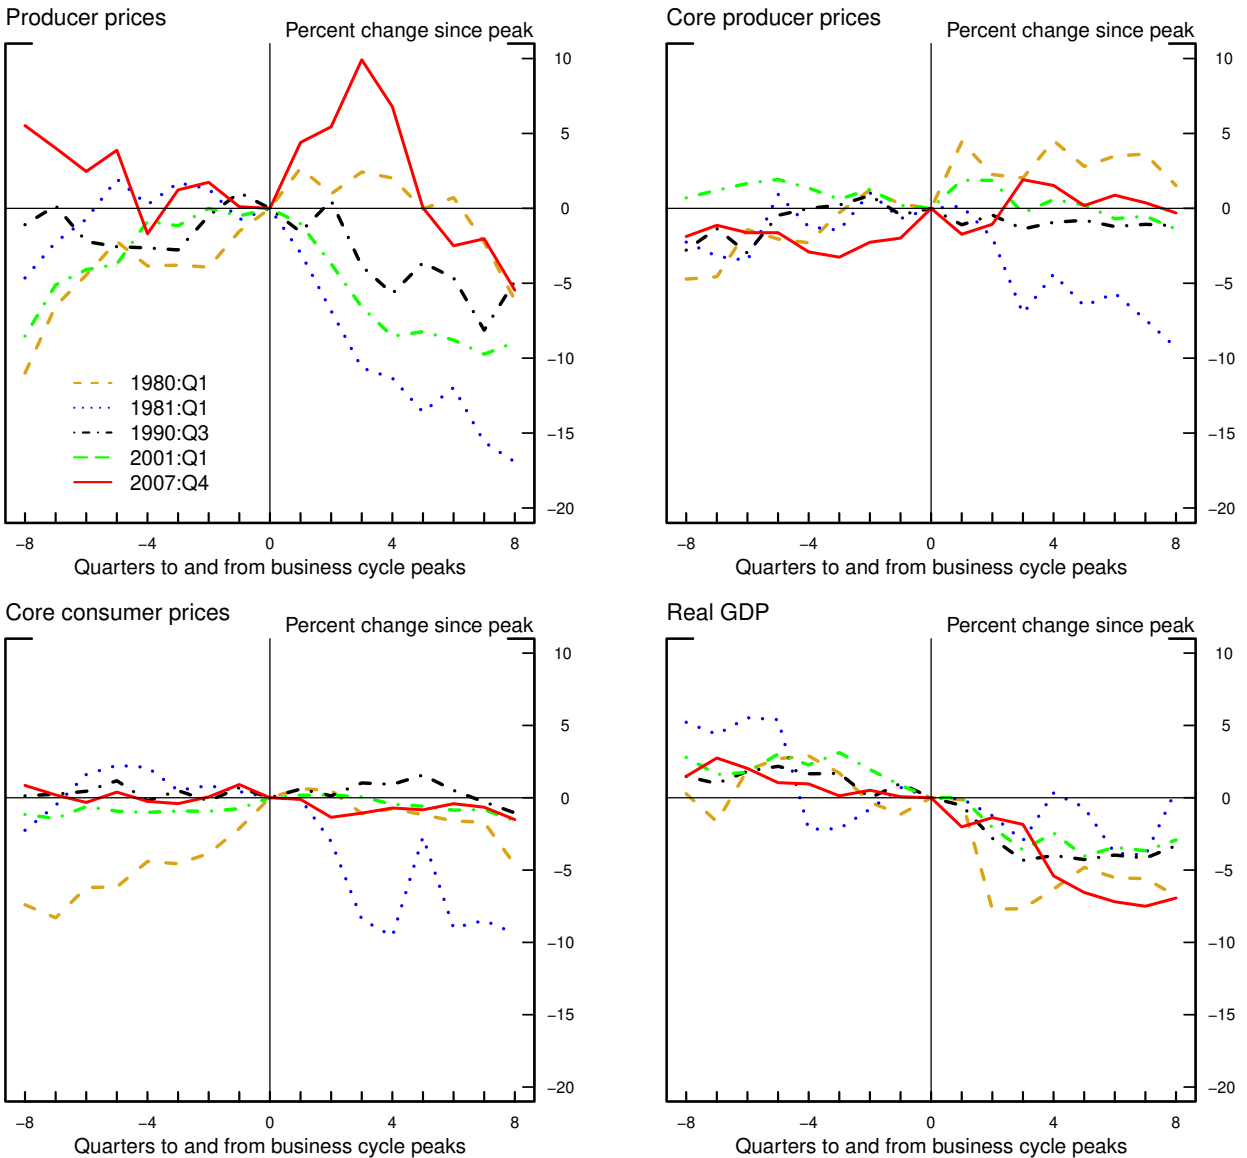 Producer prices
Percent change since peak
10
5
0
−5
−10
−15
−20
1980:Q1
1981:Q1
1990:Q3
2001:Q1
2007:Q4
−8 −4 0 4 8
Quarters to and from business cycle peaks
Core producer prices
Percent change since peak
10
5
0
−5
−10
−15
−20
−8 −4 0 4 8
Quarters to and from business cycle peaks
Core consumer prices
Percent change since peak
10
5
0
−5
−10
−15
−20
−8 −4 0 4 8
Quarters to and from business cycle peaks
Real GDP
Percent change since peak
10
5
0
−5
−10
−15
−20
−8 −4 0 4 8
Quarters to and from business cycle peaks